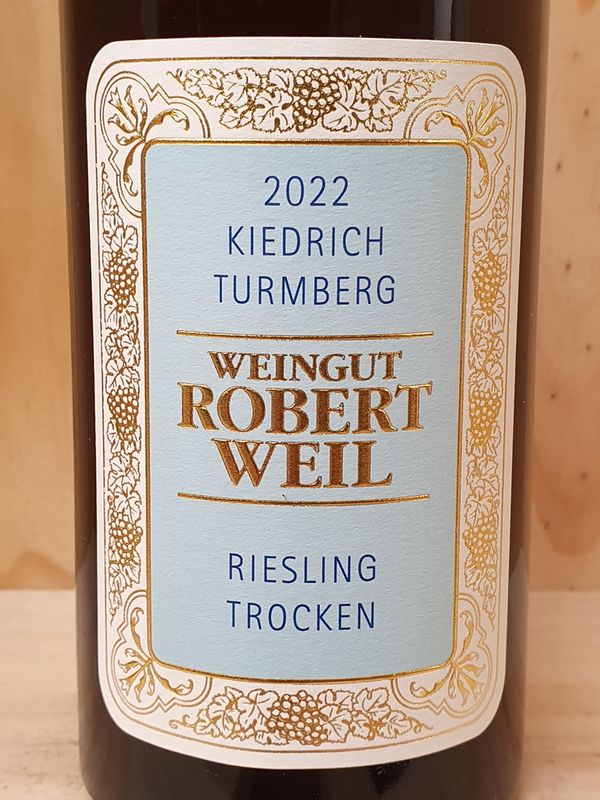 2022
KIEDRICH
TURMBERG
WEINGUT
ROBERT
WEIL
RIESLING
TROCKEN